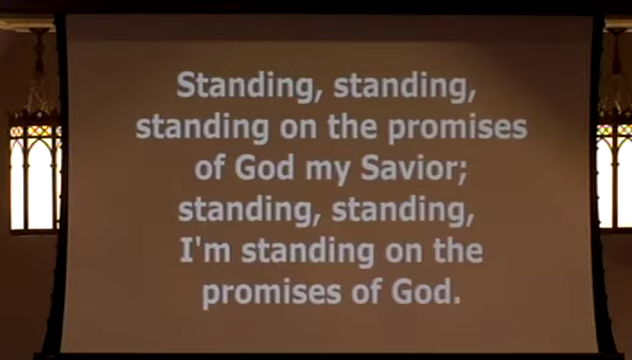 Standing, standing,
standing on the promises
of God my Savior;
standing, standing,
I'm standing on the
promises of God.